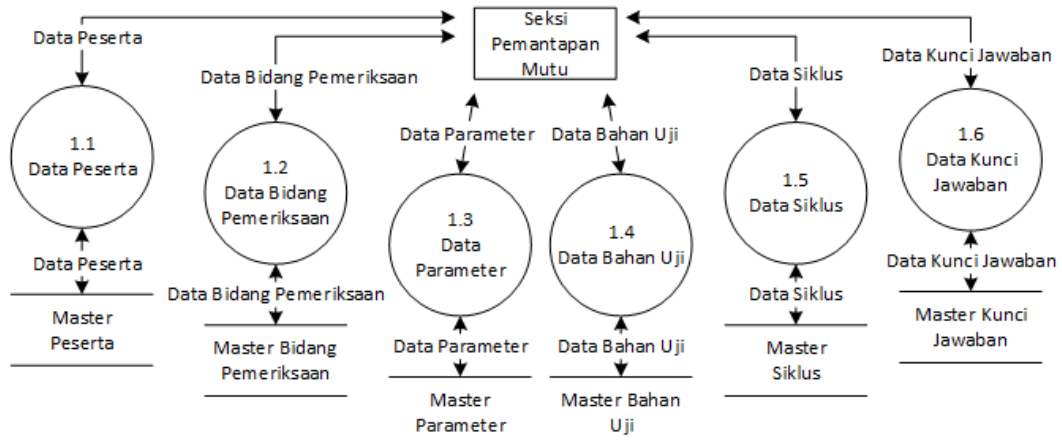 Seksi
Pemantapan
Mutu
Data Peserta
Data Bidang Pemeriksaan
Data Parameter
Data Bahan Uji
Data Siklus
Data Kunci Jawaban
1.1
Data Peserta
1.2
Data Bidang
Pemeriksaan
1.3
Data
Parameter
1.4
Data Bahan Uji
1.5
Data Siklus
1.6
Data Kunci
Jawaban
Data Peserta
Data Bidang Pemeriksaan
Data Parameter
Data Bahan Uji
Data Siklus
Data Kunci Jawaban
Master
Peserta
Master Bidang
Pemeriksaan
Master
Parameter
Master Bahan
Uji
Master
Siklus
Master Kunci
Jawaban